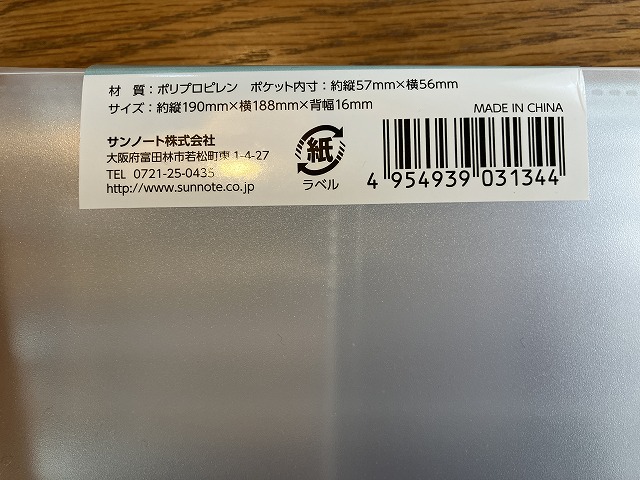 材 質：ポリプロピレン ポケット内寸：約縦57mm×横56mm
サイズ：約縦190mm×横188mm×背幅16mm
MADE IN CHINA
サンノート株式会社
大阪府富田林市若松町東 1-4-27
TEL 0721-25-0435
http://www.sunnote.co.jp
紙
ラベル
4 954939 031344